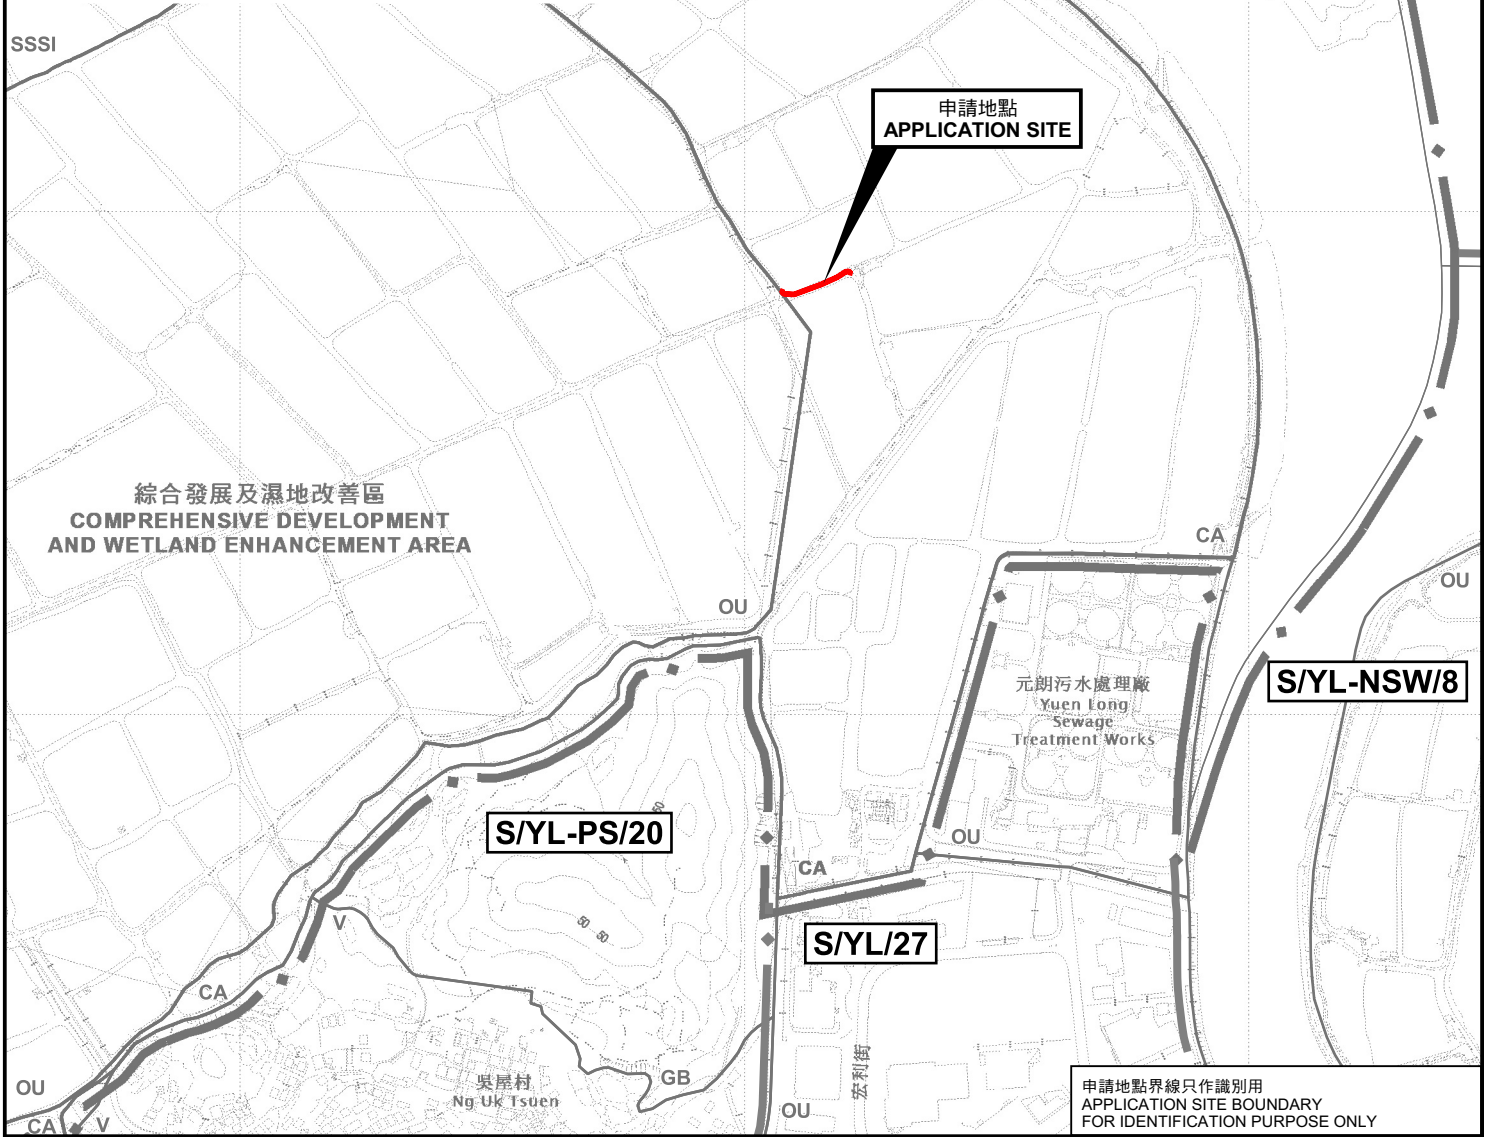 SSSI
申請地點
APPLICATION SITE
綜合發展及濕地改善區
COMPREHENSIVE DEVELOPMENT
AND WETLAND ENHANCEMENT AREA
CA
OU
OU
S/YL-NSW/8
元朗污水處理廠
Yuen Long
Sewage
Treatment Works
50
S/YL-PS/20
OU
CA
V
50
50
S/YL/27
CA
宏利街
吳屋村
Ng Uk Tsuen
GB
OU
OU
CA
V
申請地點界線只作識別用
APPLICATION SITE BOUNDARY
FOR IDENTIFICATION PURPOSE ONLY